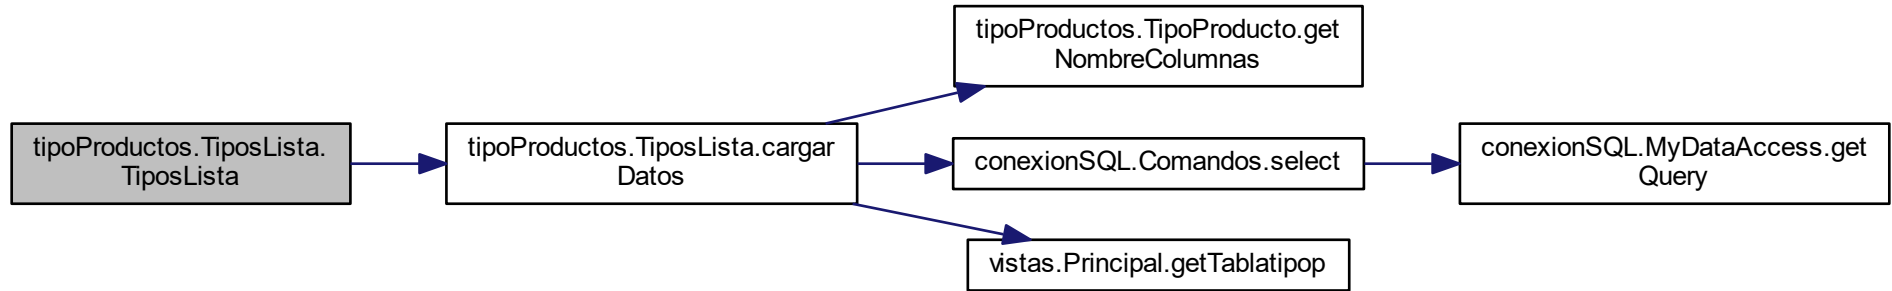 tipoProductos.TiposLista.
TiposLista
tipoProductos.TiposLista.cargar
Datos
tipoProductos.TipoProducto.get
NombreColumnas
conexionSQL.Comandos.select
conexionSQL.MyDataAccess.get
Query
vistas.Principal.getTablatipop